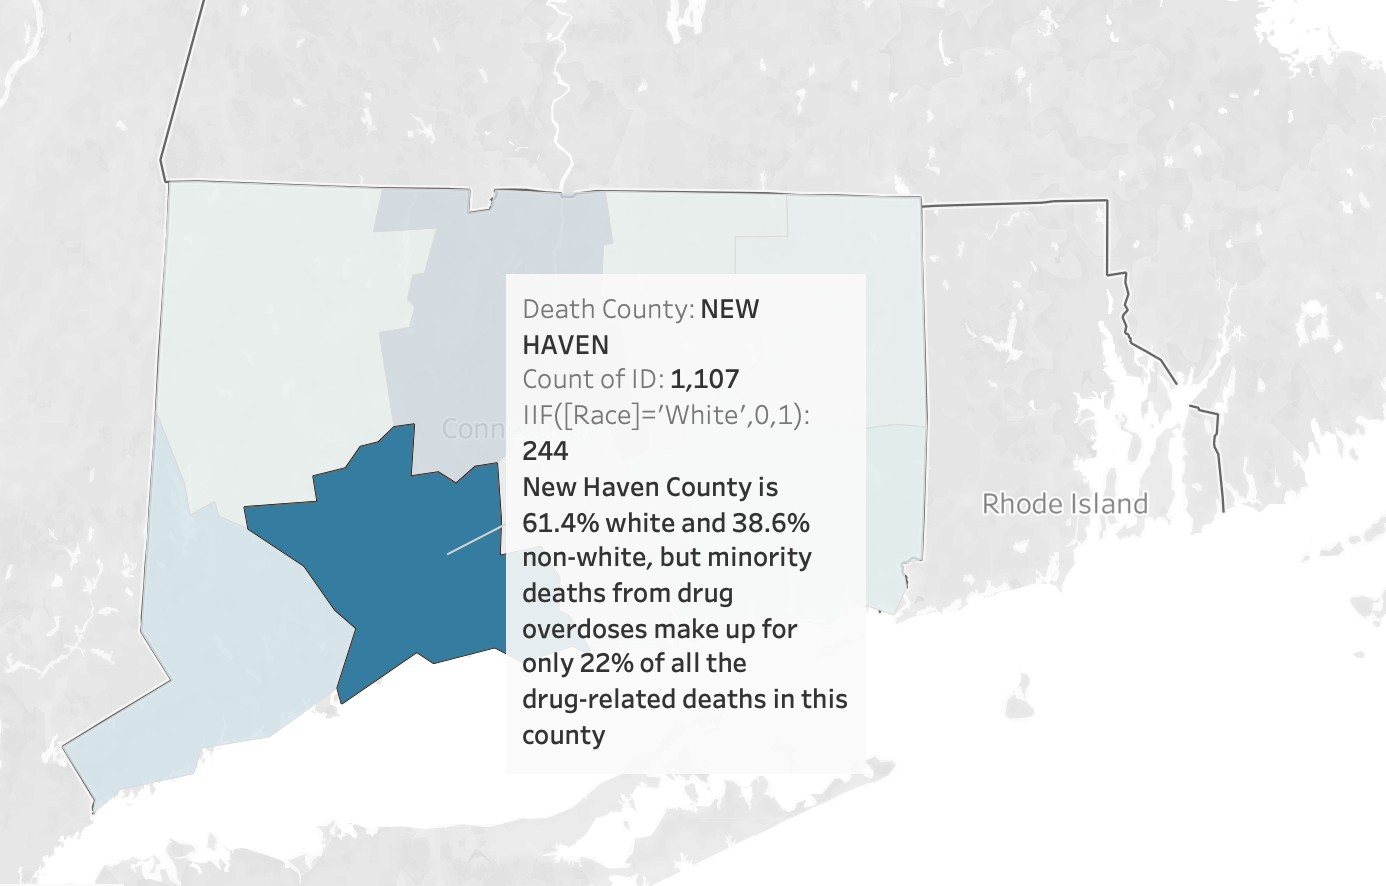 Death County: NEW
HAVEN
Count of ID: 1,107
IIF([Race]='White',0,1):
244
New Haven County is
61.4% white and 38.6%
non-white, but minority
deaths from drug
overdoses make up for
only 22% of all the
drug-related deaths in this
county
Conn
Rhode Island